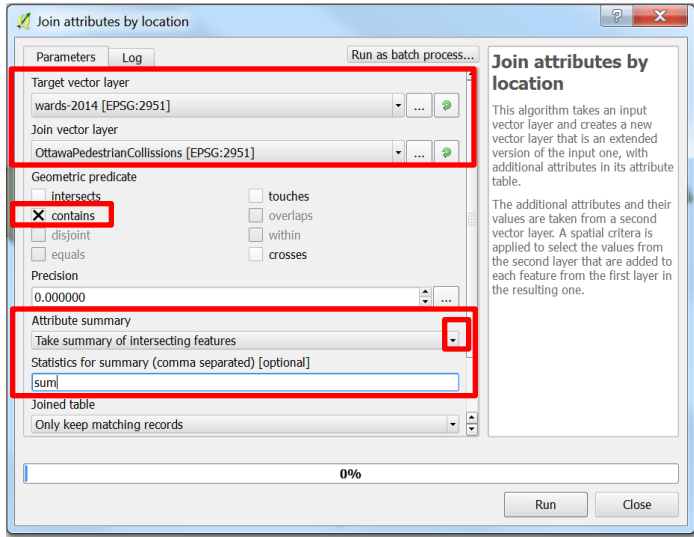 Join attributes by location
Parameters
Log
Run as batch process...
Target vector layer
wards-2014 [EPSG:2951]
...
Join vector layer
OttawaPedestrianCollissions [EPSG:2951]
...
Geometric predicate
intersects
touches
contains
overlaps
disjoint
within
equals
crosses
Precision
0.000000
...
Attribute summary
Take summary of intersecting features
Statistics for summary (comma separated) [optional]
sum
Joined table
Only keep matching records
Join attributes by
location
This algorithm takes an input
vector layer and creates a new
vector layer that is an extended
version of the input one, with
additional attributes in its attribute
table.
The additional attributes and their
values are taken from a second
vector layer. A spatial critera is
applied to select the values from
the second layer that are added to
each feature from the first layer in
the resulting one.
0%
Run
Close